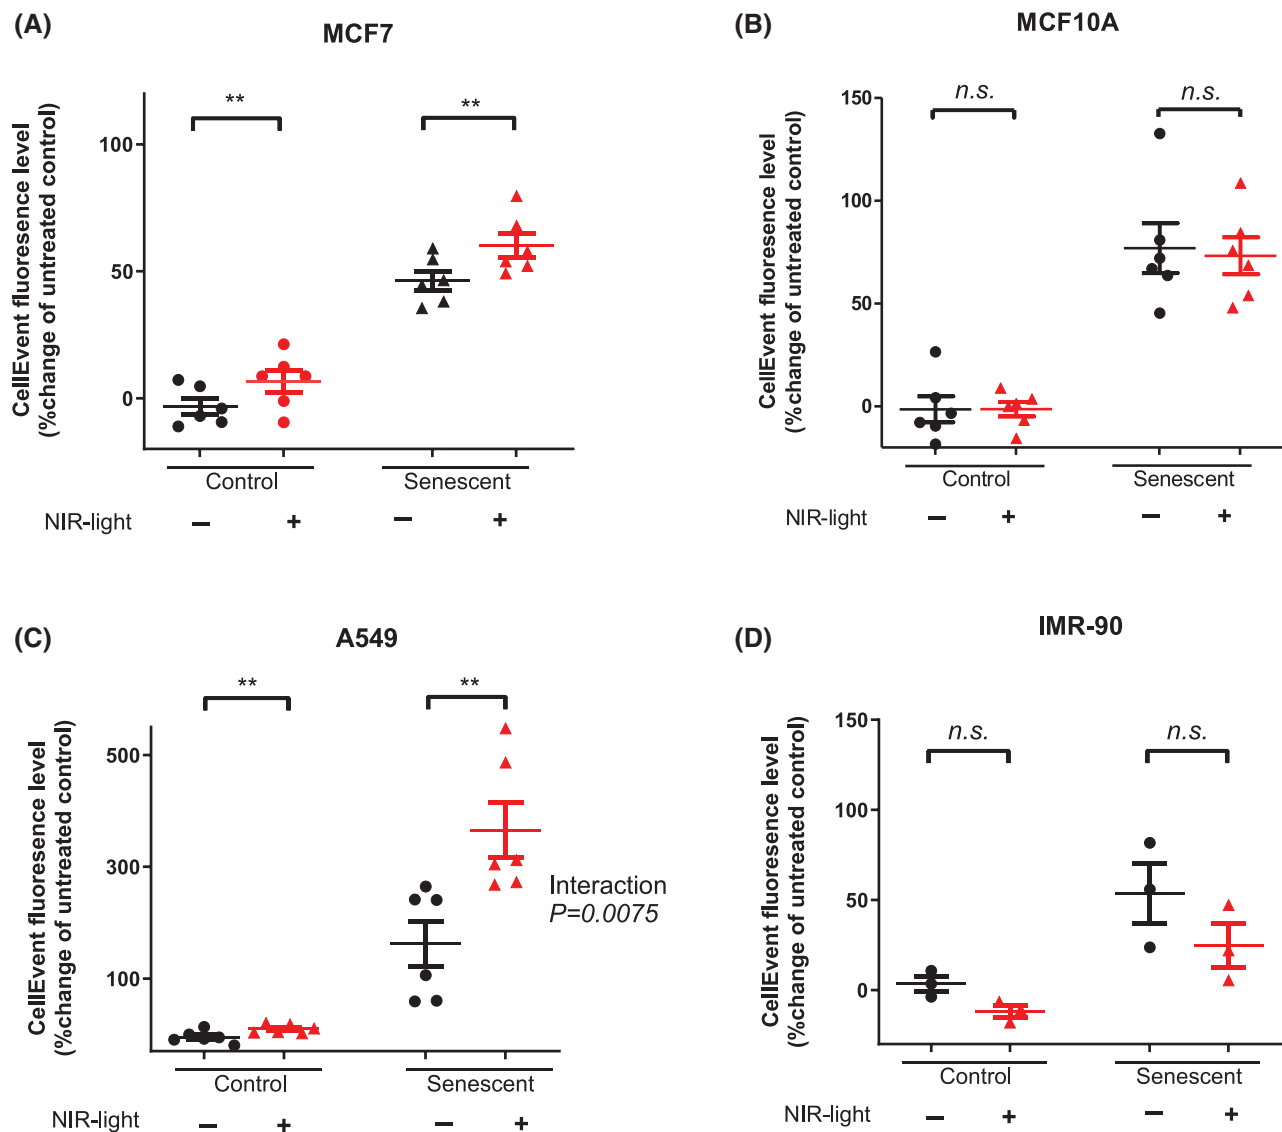 (A)
MCF7
CellEvent fluoresence level
(%change of untreated control)
100
50
0
**
**
Control
Senescent
NIR-light
–
+
–
+
(B)
MCF10A
CellEvent fluoresence level
(%change of untreated control)
150
100
50
0
n.s.
n.s.
Control
Senescent
NIR-light
–
+
–
+
(C)
A549
CellEvent fluoresence level
(%change of untreated control)
500
300
100
**
**
Interaction
P=0.0075
Control
Senescent
NIR-light
–
+
–
+
(D)
IMR-90
CellEvent fluoresence level
(%change of untreated control)
150
100
50
0
n.s.
n.s.
Control
Senescent
NIR-light
–
+
–
+